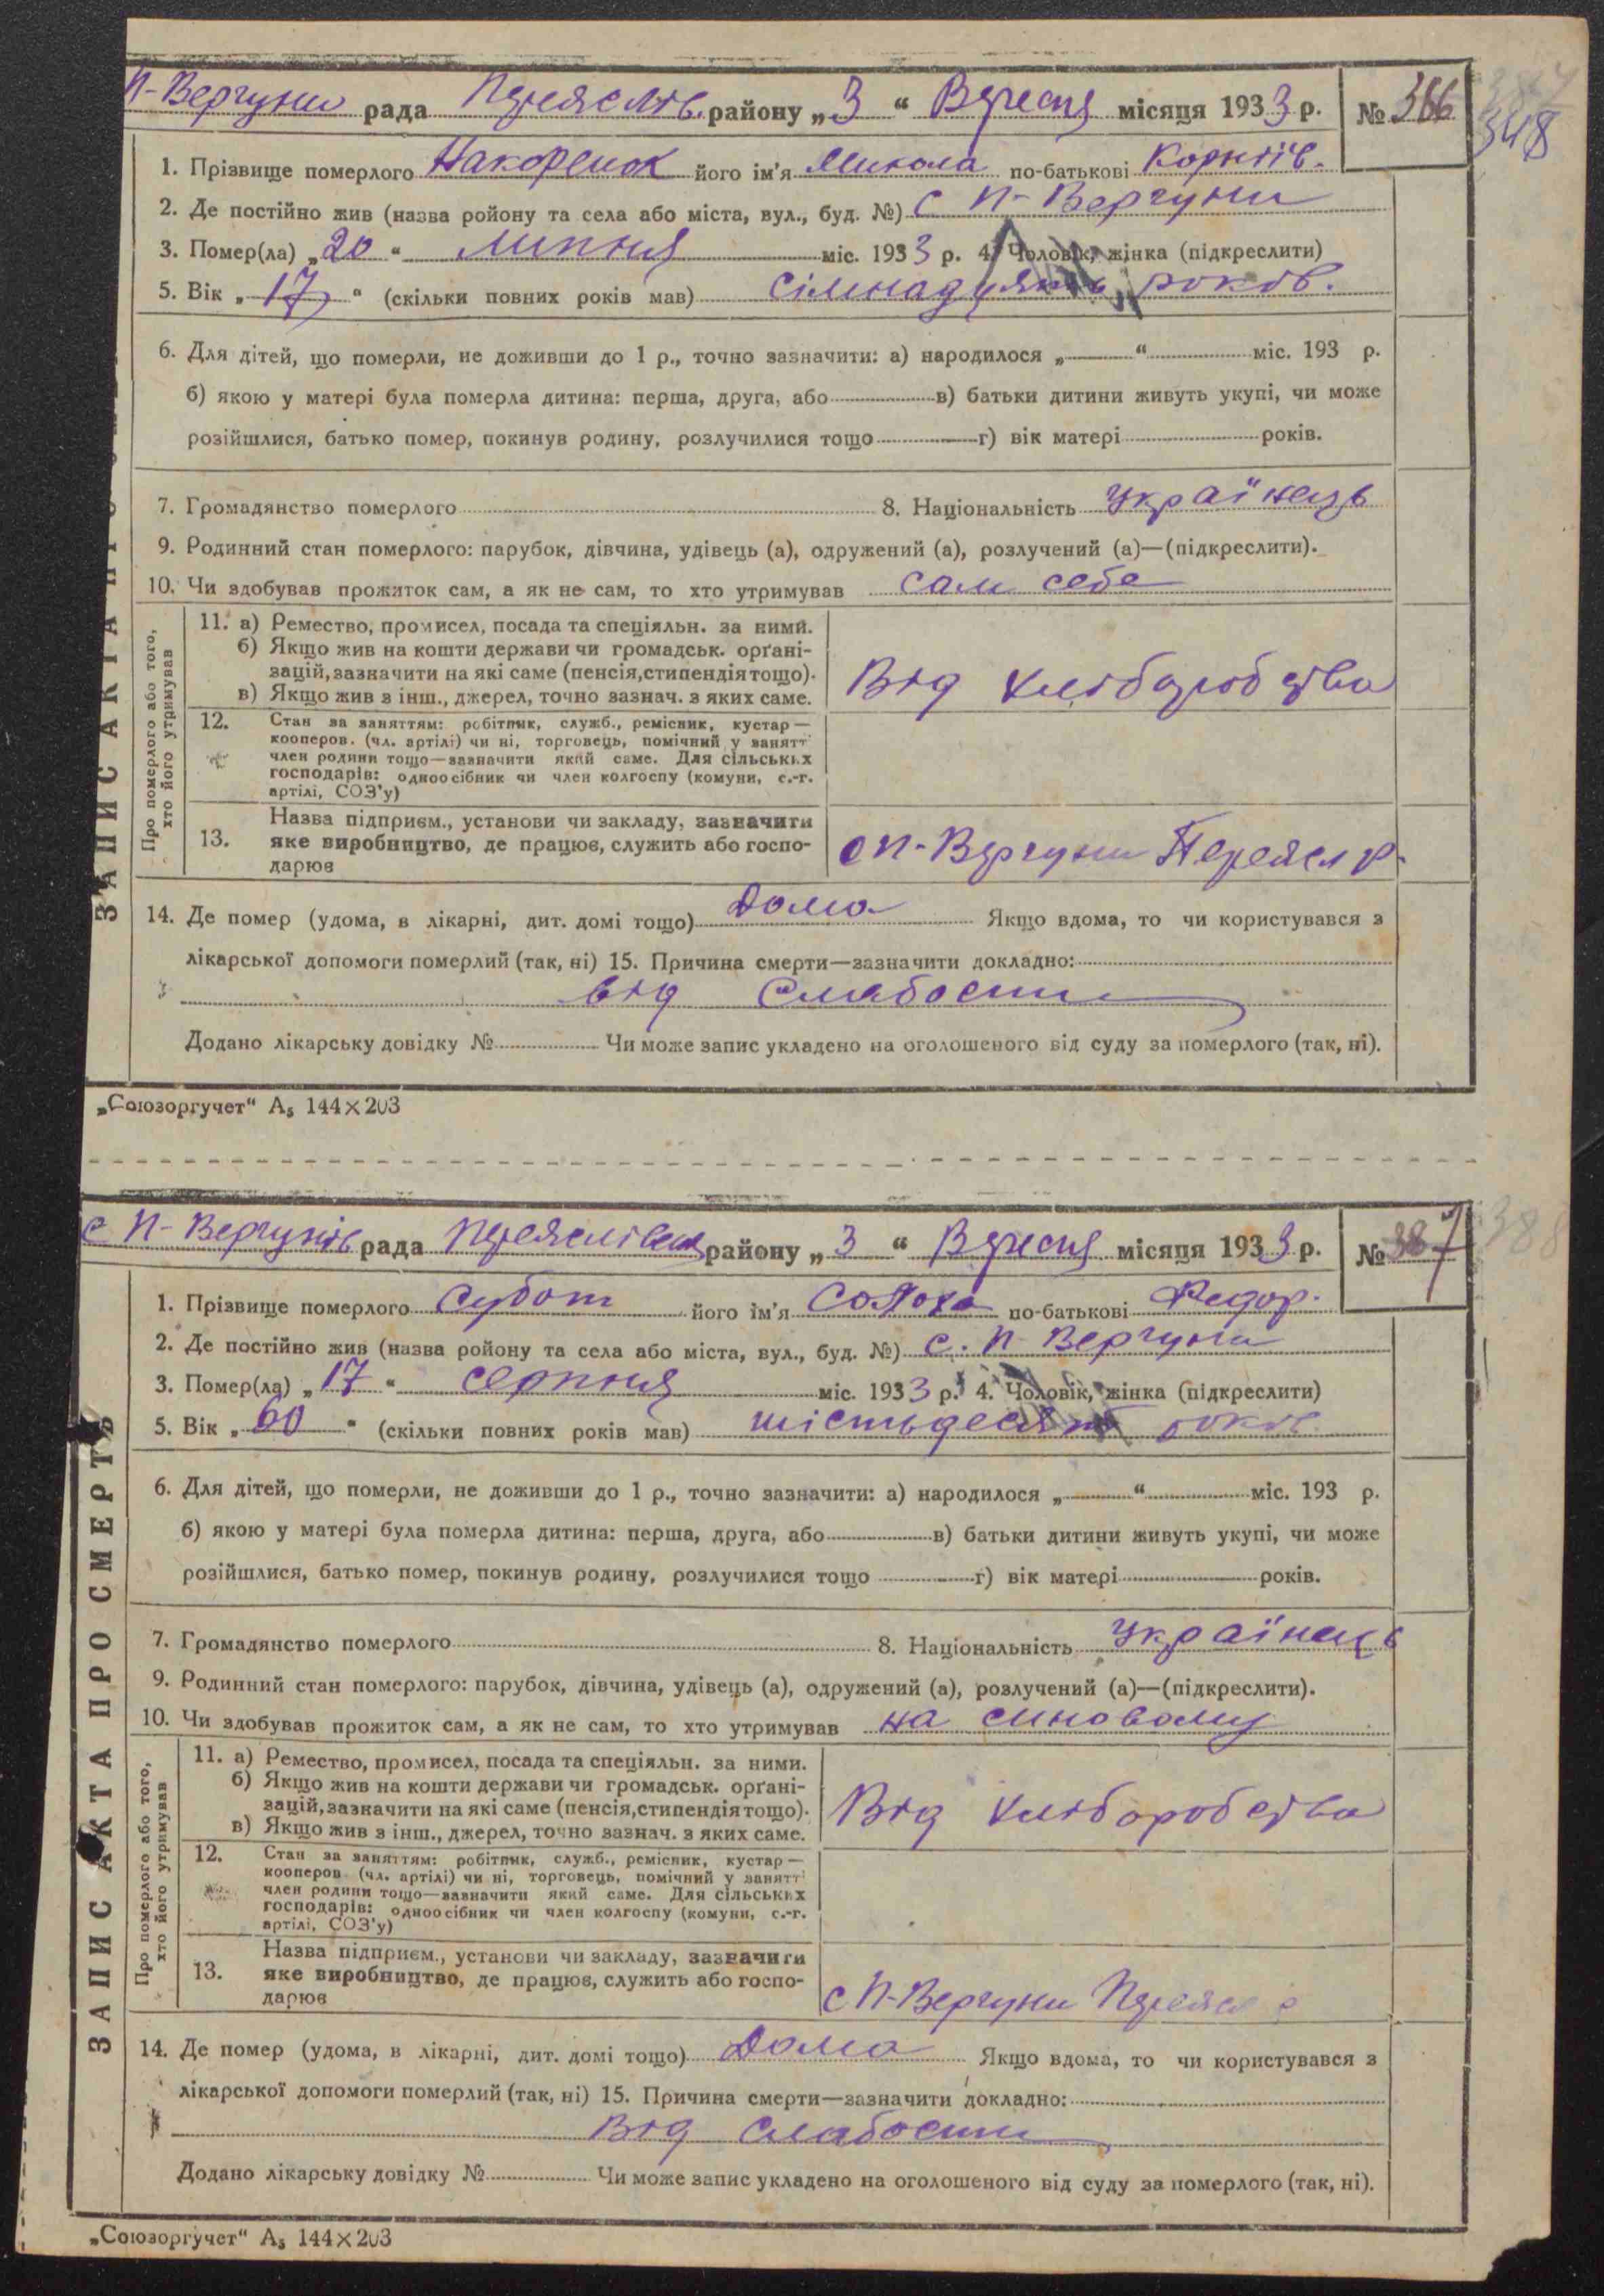 П-Вергуни рада Переяслів. району „3“ Вересня місяця 1933 р. № 386
348
1. Прізвище померлого Накоренок його ім'я Микола по-батькові Корніїв.
2. Де постійно жив (назва ройону та села або міста, вул., буд. №) с П-Вергуни
3. Помер(ла) „20“ липня міс. 1933 р. 4. Чоловік, жінка (підкреслити)
5. Вік „17“ (скільки повних років мав) сімнадцять років.
6. Для дітей, що померли, не доживши до 1 р., точно зазначити: а) народилося „ “ міс. 193 р.
б) якою у матері була померла дитина: перша, друга, або в) батьки дитини живуть укупі, чи може
розійшлися, батько помер, покинув родину, розлучилися тощо г) вік матері років.
7. Громадянство померлого 8. Національність Українець
9. Родинний стан померлого: парубок, дівчина, удівець (а), одружений (а), розлучений (а)—(підкреслити).
10. Чи здобував прожиток сам, а як не сам, то хто утримував сам себе
ЗАПИС АКТА ПРО
Про померлого або того, хто його утримував
11. а) Ремество, промисел, посада та спеціяльн. за ними.
б) Якщо жив на кошти держави чи громадськ. орґані-
зацій, зазначити на які саме (пенсія, стипендія тощо).
в) Якщо жив з інш., джерел, точно зазнач. з яких саме.
Від хліборобства
12. Стан за заняттям: робітник, служб., ремісник, кустар—
кооперов. (чл. артілі) чи ні, торговець, помічний у занятт
член родини тощо—зазначити який саме. Для сільських
господарів: одноосібник чи член колгоспу (комуни, с.-г.
артілі, СОЗ'у)
13. Назва підприєм., установи чи закладу, зазначити
яке виробництво, де працює, служить або госпо-
дарює
с П-Вергуни Переясл р.
14. Де помер (удома, в лікарні, дит. домі тощо) Дома Якщо вдома, то чи користувався з
лікарської допомоги померлий (так, ні) 15. Причина смерти—зазначити докладно:
від слабости
Додано лікарську довідку № Чи може запис укладено на оголошеного від суду за померлого (так, ні).
„Союзоргучет“ А₅ 144×203
с П-Вергунів рада Переяслівськ району „3“ Вересня місяця 1933 р. № 387
388
1. Прізвище померлого Субот його ім'я по-батькові Федор.
2. Де постійно жив (назва ройону та села або міста, вул., буд. №) с. П Вергуни
3. Помер(ла) „17“ серпня міс. 1933 р. 4. Чоловік, жінка (підкреслити)
5. Вік „60“ (скільки повних років мав) шістьдесят років
6. Для дітей, що померли, не доживши до 1 р., точно зазначити: а) народилося „ “ міс. 193 р.
б) якою у матері була померла дитина: перша, друга, або в) батьки дитини живуть укупі, чи може
розійшлися, батько помер, покинув родину, розлучилися тощо г) вік матері років.
7. Громадянство померлого 8. Національність Українець
9. Родинний стан померлого: парубок, дівчина, удівець (а), одружений (а), розлучений (а)—(підкреслити).
10. Чи здобував прожиток сам, а як не сам, то хто утримував на синовому
ЗАПИС АКТА ПРО СМЕРТЬ
Про померлого або того, хто його утримував
11. а) Ремество, промисел, посада та спеціяльн. за ними.
б) Якщо жив на кошти держави чи громадськ. орґані-
зацій, зазначити на які саме (пенсія, стипендія тощо).
в) Якщо жив з інш., джерел, точно зазнач. з яких саме.
Від хліборобства
12. Стан за заняттям: робітник, служб., ремісник, кустар—
кооперов. (чл. артілі) чи ні, торговець, помічний у занятт
член родини тощо—зазначити який саме. Для сільських
господарів: одноосібник чи член колгоспу (комуни, с.-г.
артілі, СОЗ'у)
13. Назва підприєм., установи чи закладу, зазначити
яке виробництво, де працює, служить або госпо-
дарює
с П-Вергуни Переясл р
14. Де помер (удома, в лікарні, дит. домі тощо) Дома Якщо вдома, то чи користувався з
лікарської допомоги померлий (так, ні) 15. Причина смерти—зазначити докладно:
Від слабости
Додано лікарську довідку № Чи може запис укладено на оголошеного від суду за померлого (так, ні).
„Союзоргучет“ А₅ 144×203